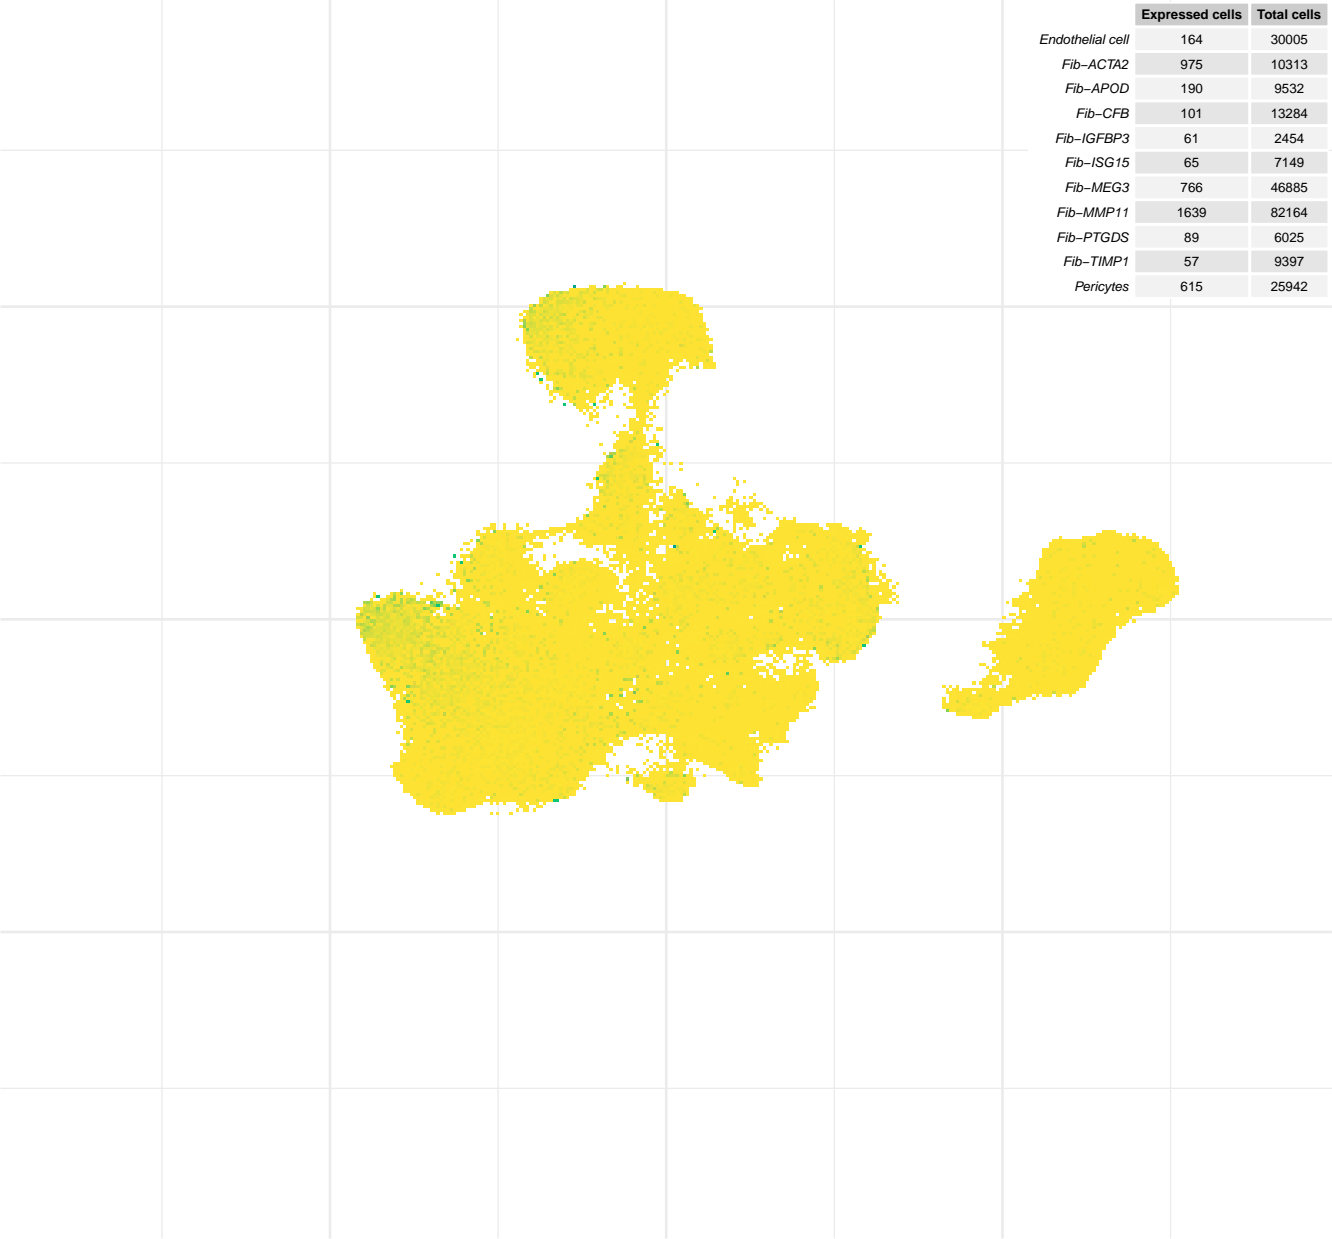 Expressed cells Total cells
Endothelial cell 164 30005
Fib−ACTA2 975 10313
Fib−APOD 190 9532
Fib−CFB 101 13284
Fib−IGFBP3 61 2454
Fib−ISG15 65 7149
Fib−MEG3 766 46885
Fib−MMP11 1639 82164
Fib−PTGDS 89 6025
Fib−TIMP1 57 9397
Pericytes 615 25942